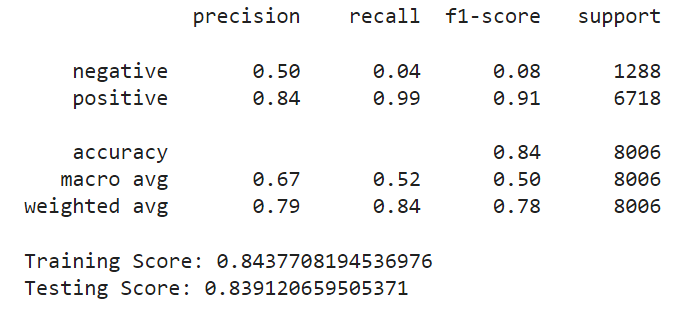 precision recall f1-score support
negative 0.50 0.04 0.08 1288
positive 0.84 0.99 0.91 6718
accuracy 0.84 8006
macro avg 0.67 0.52 0.50 8006
weighted avg 0.79 0.84 0.78 8006
Training Score: 0.8437708194536976
Testing Score: 0.839120659505371